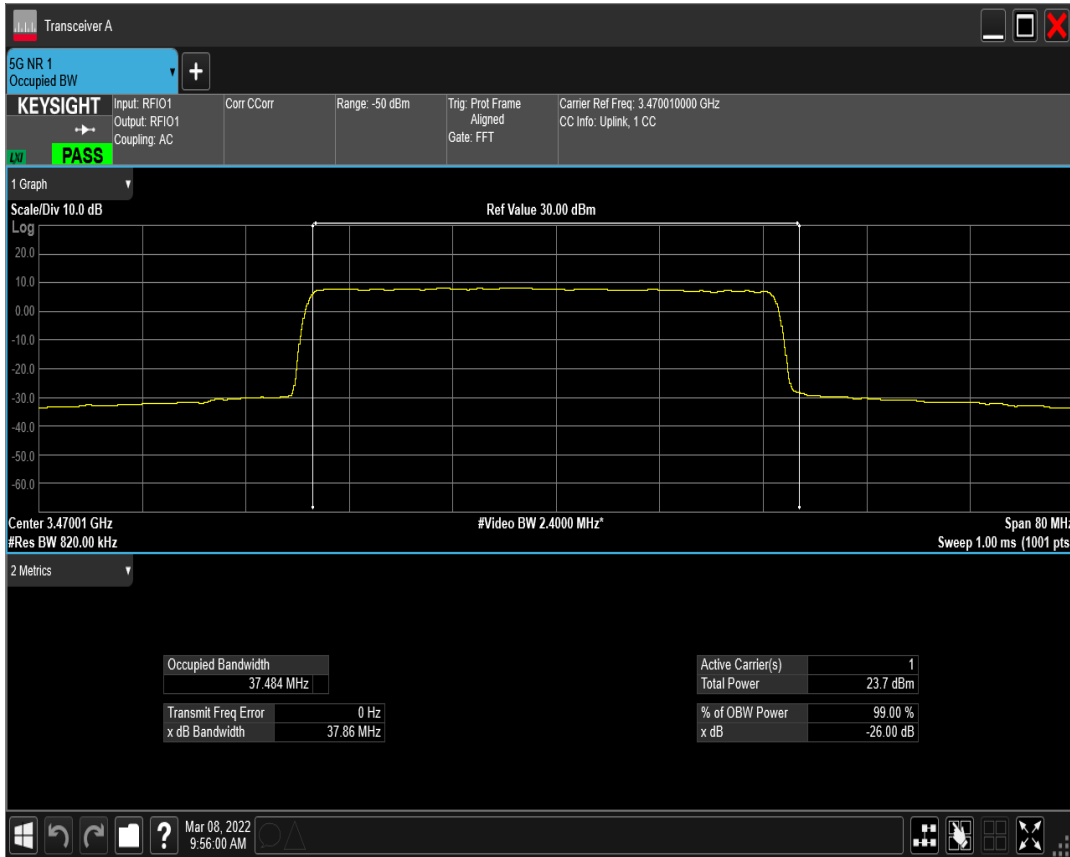 Transceiver A
5G NR 1
Occupied BW
+
KEYSIGHT
LXI
PASS
Input: RFIO1
Output: RFIO1
Coupling: AC
Corr CCorr
Range: -50 dBm
Trig: Prot Frame
Aligned
Gate: FFT
Carrier Ref Freq: 3.470010000 GHz
CC Info: Uplink, 1 CC
1 Graph
Scale/Div 10.0 dB
Ref Value 30.00 dBm
Log
20.0
10.0
0.00
-10.0
-20.0
-30.0
-40.0
-50.0
-60.0
Center 3.47001 GHz
#Video BW 2.4000 MHz*
Span 80 MHz
#Res BW 820.00 kHz
Sweep 1.00 ms (1001 pts
2 Metrics
Occupied Bandwidth
37.484 MHz
Transmit Freq Error 0 Hz
x dB Bandwidth 37.86 MHz
Active Carrier(s) 1
Total Power 23.7 dBm
% of OBW Power 99.00 %
x dB -26.00 dB
?
Mar 08, 2022
9:56:00 AM